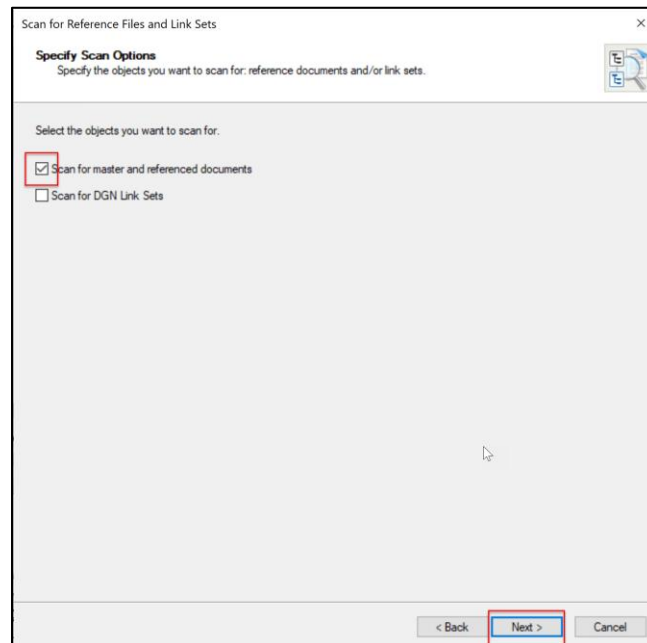 Scan for Reference Files and Link Sets
Specify Scan Options
Specify the objects you want to scan for: reference documents and/or link sets.
Select the objects you want to scan for.
Scan for master and referenced documents
Scan for DGN Link Sets
< Back Next > Cancel